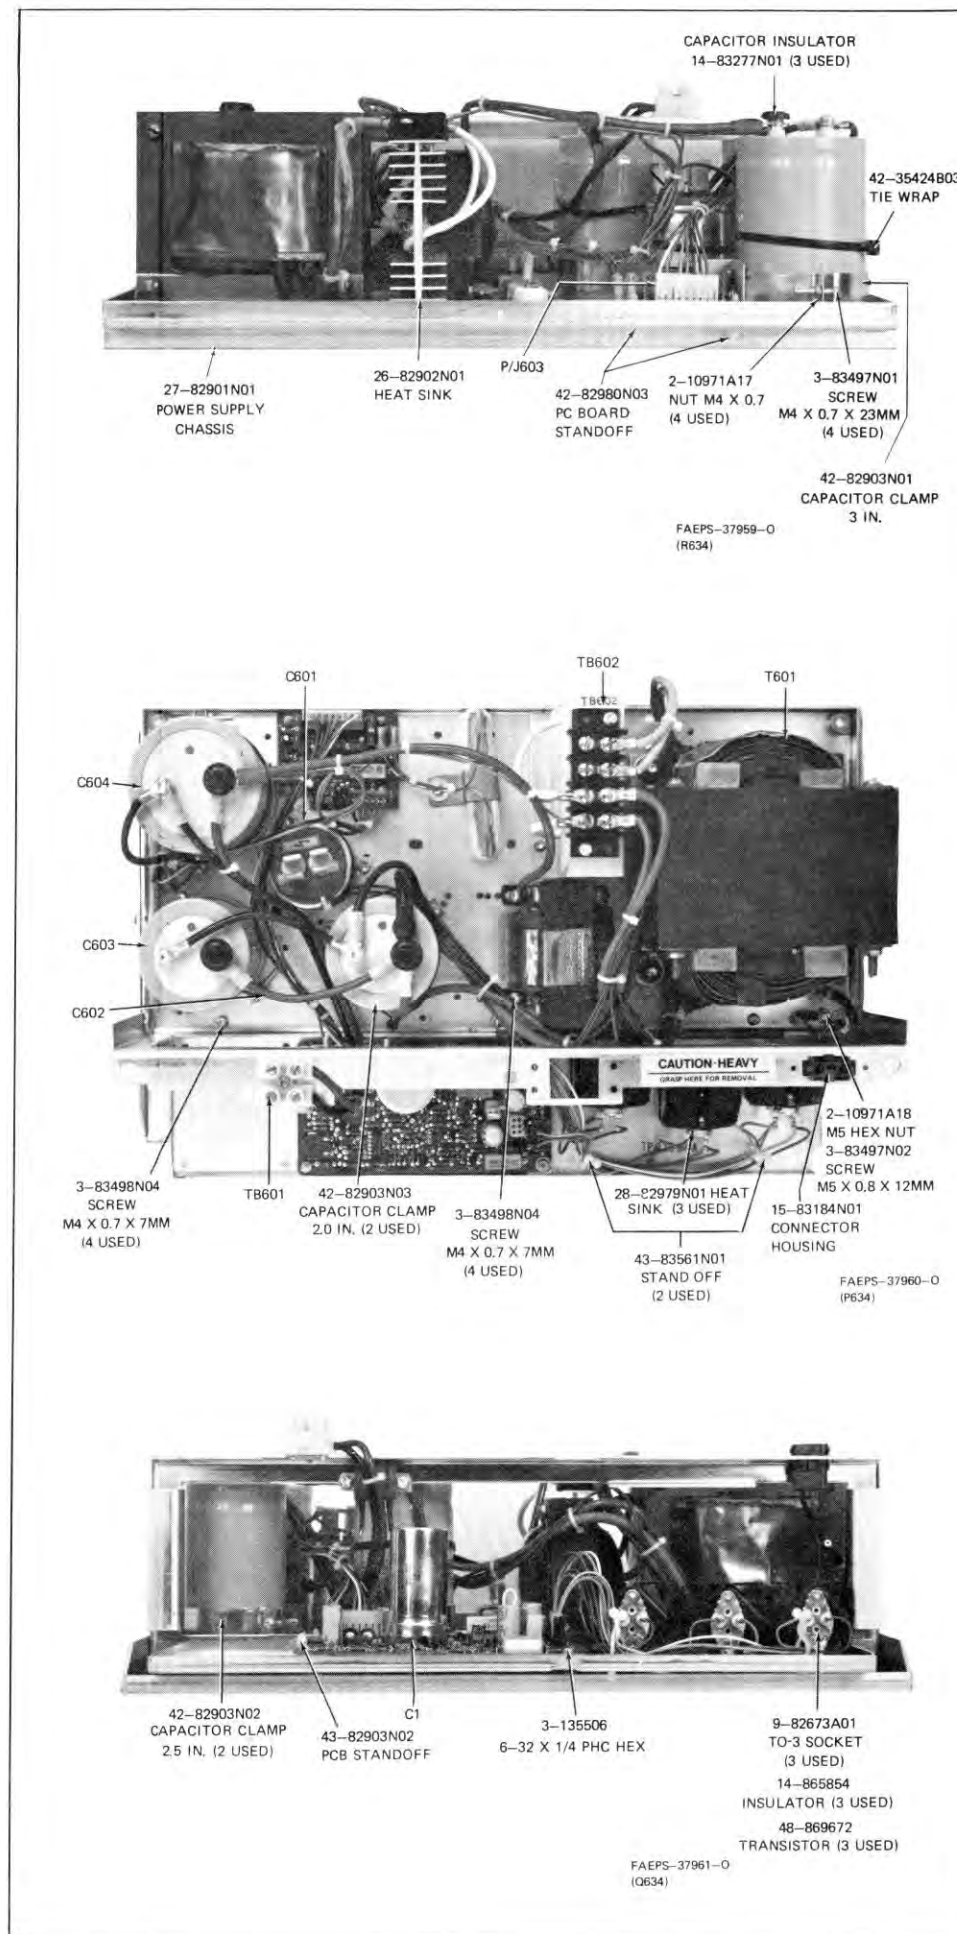 CAPACITOR INSULATOR
14–83277N01 (3 USED)
42–35424B03
TIE WRAP
27–82901N01
POWER SUPPLY
CHASSIS
26–82902N01
HEAT SINK
P/J603
42–82980N03
PC BOARD
STANDOFF
2–10971A17
NUT M4 X 0.7
(4 USED)
3–83497N01
SCREW
M4 X 0.7 X 23MM
(4 USED)
42–82903N01
CAPACITOR CLAMP
3 IN.
FAEPS–37959–O
(R634)
C601
TB602
T601
TB602
C604
C603
C602
CAUTION-HEAVY
GRASP HERE FOR REMOVAL
3–83498N04
SCREW
M4 X 0.7 X 7MM
(4 USED)
TB601
42–82903N03
CAPACITOR CLAMP
2.0 IN. (2 USED)
3–83498N04
SCREW
M4 X 0.7 X 7MM
(4 USED)
28–82979N01 HEAT
SINK (3 USED)
43–83561N01
STAND OFF
(2 USED)
2–10971A18
M5 HEX NUT
3–83497N02
SCREW
M5 X 0.8 X 12MM
15–83184N01
CONNECTOR
HOUSING
FAEPS–37960–O
(P634)
42–82903N02
CAPACITOR CLAMP
2.5 IN. (2 USED)
43–82903N02
PCB STANDOFF
C1
3–135506
6–32 X 1/4 PHC HEX
9–82673A01
TO-3 SOCKET
(3 USED)
14–865854
INSULATOR (3 USED)
48–869672
TRANSISTOR (3 USED)
FAEPS–37961–O
(Q634)